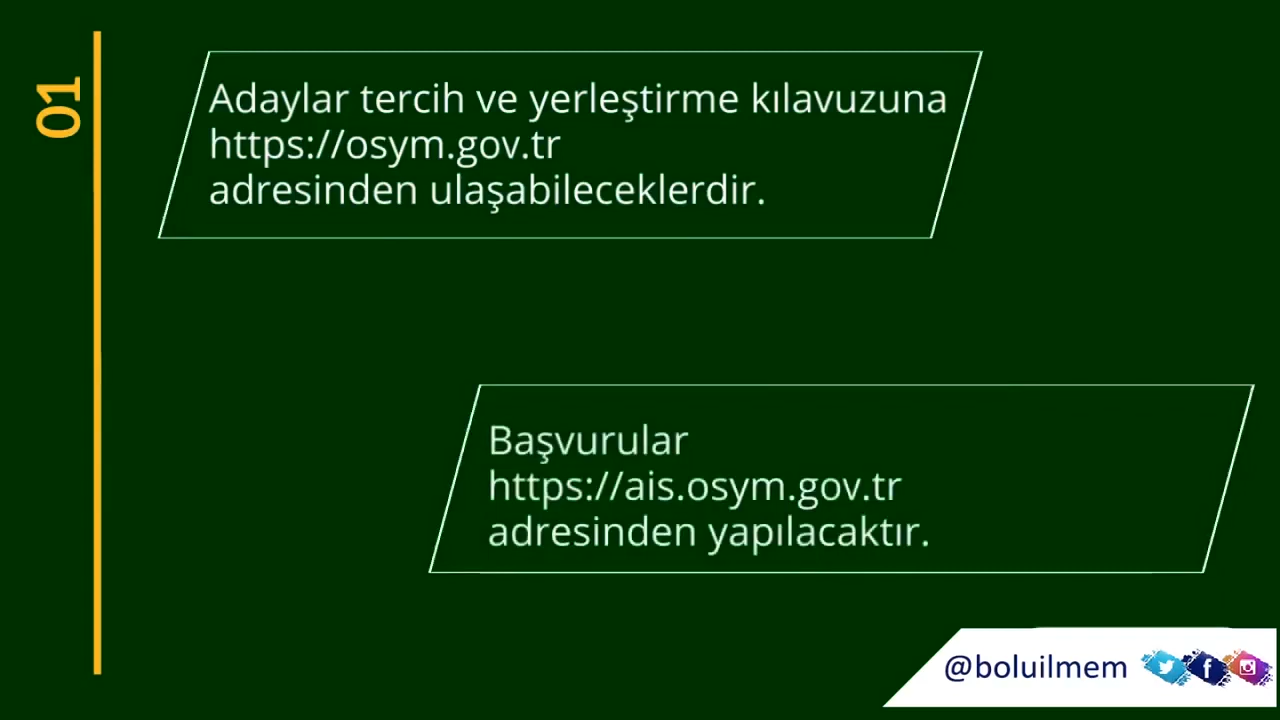 01
Adaylar tercih ve yerleştirme kılavuzuna
https://osym.gov.tr
adresinden ulaşabileceklerdir.
Başvurular
https://ais.osym.gov.tr
adresinden yapılacaktır.
@boluilmem